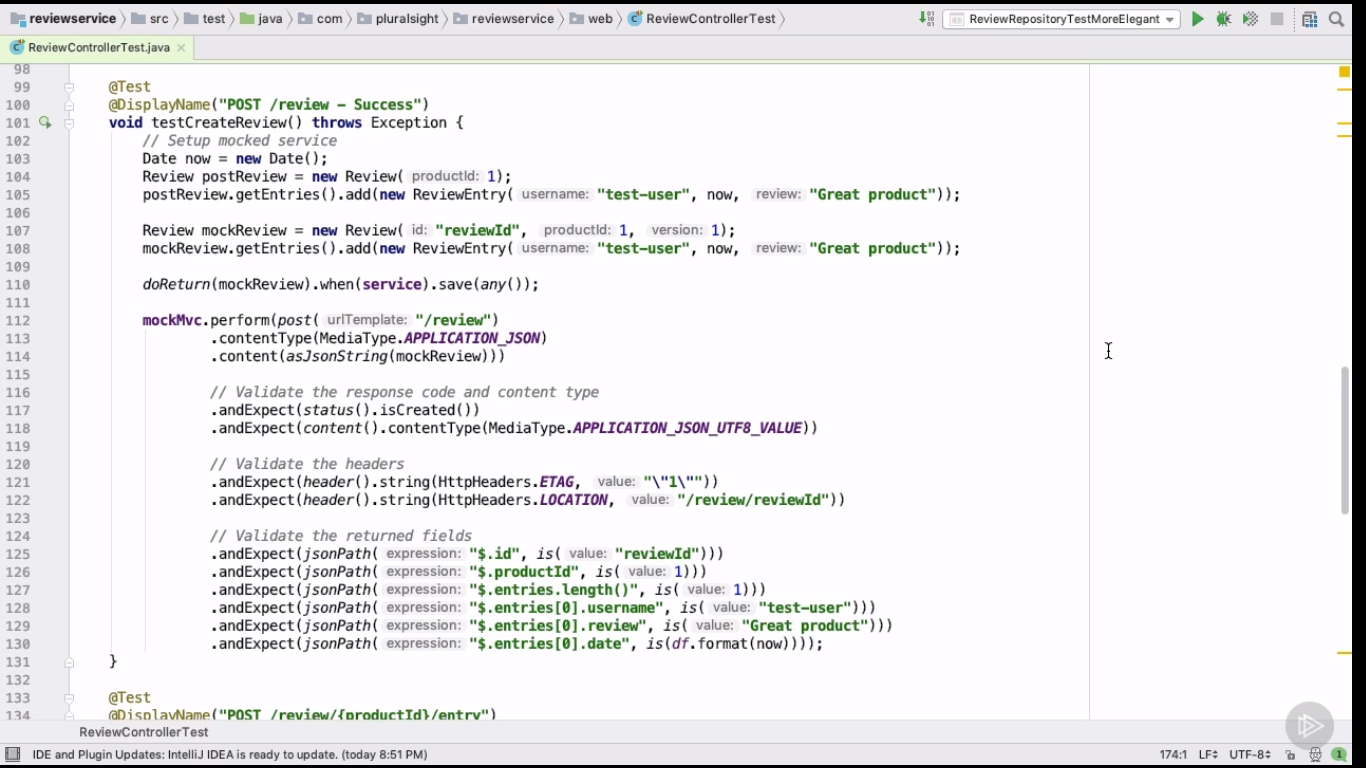 reviewservice src test java com pluralsight reviewservice web ReviewControllerTest ReviewRepositoryTestMoreElegant
ReviewControllerTest.java
98
99 @Test
100 @DisplayName("POST /review – Success")
101 void testCreateReview() throws Exception {
102 // Setup mocked service
103 Date now = new Date();
104 Review postReview = new Review( productId: 1);
105 postReview.getEntries().add(new ReviewEntry( username: "test-user", now, review: "Great product"));
106
107 Review mockReview = new Review( id: "reviewId", productId: 1, version: 1);
108 mockReview.getEntries().add(new ReviewEntry( username: "test-user", now, review: "Great product"));
109
110 doReturn(mockReview).when(service).save(any());
111
112 mockMvc.perform(post( urlTemplate: "/review")
113 .contentType(MediaType.APPLICATION_JSON)
114 .content(asJsonString(mockReview)))
115
116 // Validate the response code and content type
117 .andExpect(status().isCreated())
118 .andExpect(content().contentType(MediaType.APPLICATION_JSON_UTF8_VALUE))
119
120 // Validate the headers
121 .andExpect(header().string(HttpHeaders.ETAG, value: "\"1\""))
122 .andExpect(header().string(HttpHeaders.LOCATION, value: "/review/reviewId"))
123
124 // Validate the returned fields
125 .andExpect(jsonPath( expression: "$.id", is( value: "reviewId")))
126 .andExpect(jsonPath( expression: "$.productId", is( value: 1)))
127 .andExpect(jsonPath( expression: "$.entries.length()", is( value: 1)))
128 .andExpect(jsonPath( expression: "$.entries[0].username", is( value: "test-user")))
129 .andExpect(jsonPath( expression: "$.entries[0].review", is( value: "Great product")))
130 .andExpect(jsonPath( expression: "$.entries[0].date", is(df.format(now))));
131 }
132
133 @Test
134 @DisplayName("POST /review/{productId}/entry")
ReviewControllerTest
IDE and Plugin Updates: IntelliJ IDEA is ready to update. (today 8:51 PM) 174:1 LF UTF-8 1